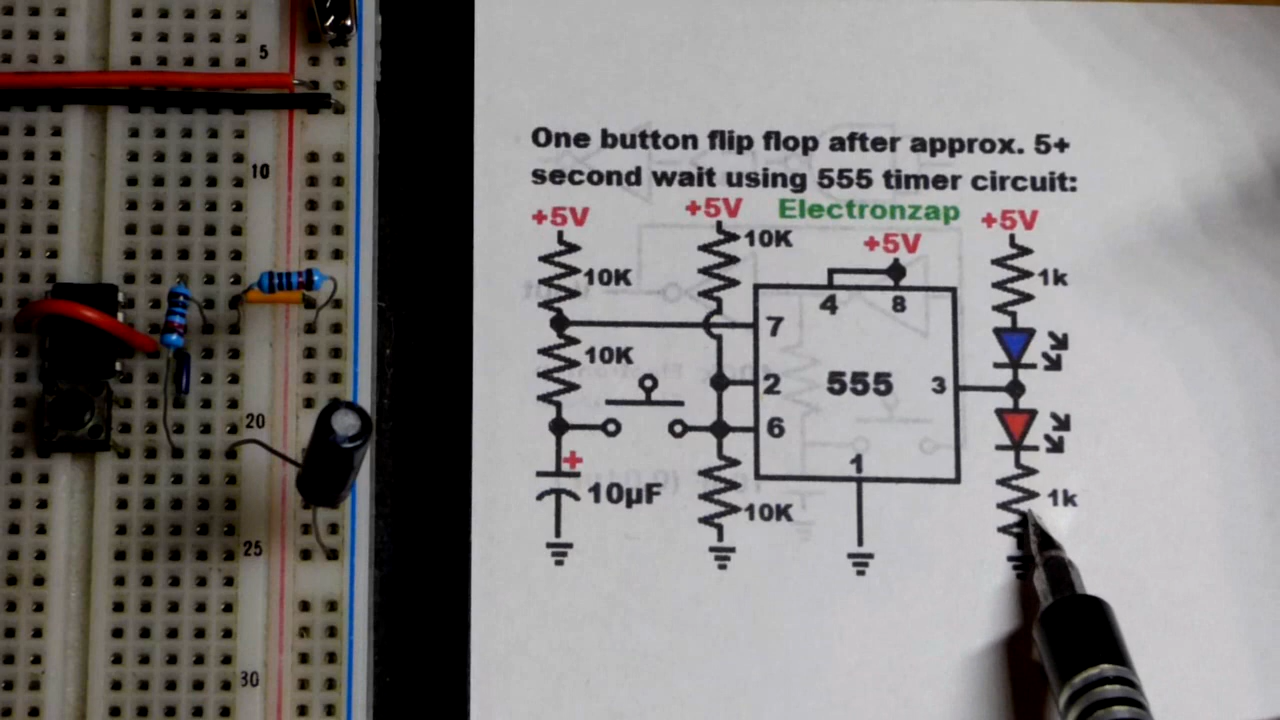 5
10
20
25
30
One button flip flop after approx. 5+
second wait using 555 timer circuit:
+5V
+5V
Electronzap
+5V
10K
+5V
10K
1k
4
8
7
10K
2
555
3
6
1
+
10µF
10K
1k